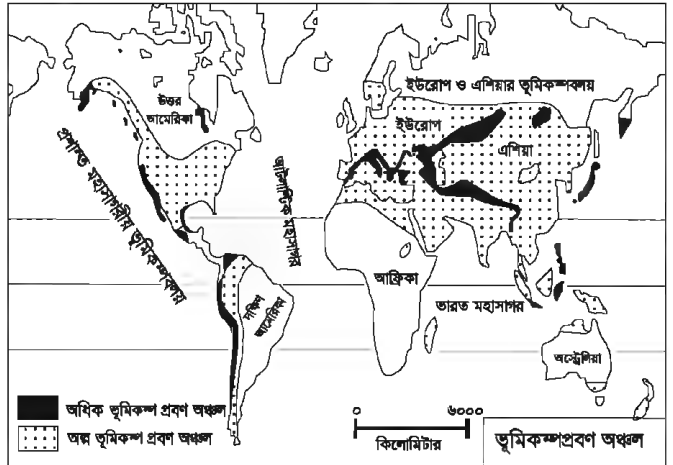 ইউরোপ ও এশিয়ার ভূমিকম্পবলয়
উত্তর
আমেরিকা
ইউরোপ
এশিয়া
প্রশান্ত মহাসাগরীয় ভূমিকম্পবলয়
আটলান্টিক মহাসাগর
আফ্রিকা
দক্ষিণ
আমেরিকা
ভারত মহাসাগর
অস্ট্রেলিয়া
অধিক ভূমিকম্প প্রবণ অঞ্চল
অল্প ভূমিকম্প প্রবণ অঞ্চল
০ ৬০০০
কিলোমিটার
ভূমিকম্পপ্রবণ অঞ্চল